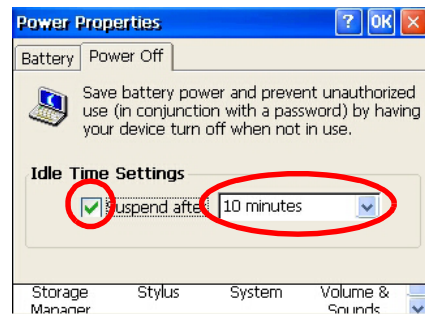 Power Properties ? OK ×
Battery Power Off
Save battery power and prevent unauthorized
use (in conjunction with a password) by having
your device turn off when not in use.
Idle Time Settings
Suspend after 10 minutes
Storage Stylus System Volume &
Manager Sounds